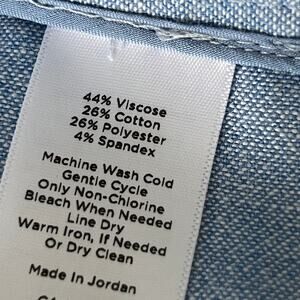 44% Viscose
26% Cotton
26% Polyester
4% Spandex
Machine Wash Cold
Gentle Cycle
Only Non-Chlorine
Bleach When Needed
Line Dry
Warm Iron, If Needed
Or Dry Clean
Made In Jordan